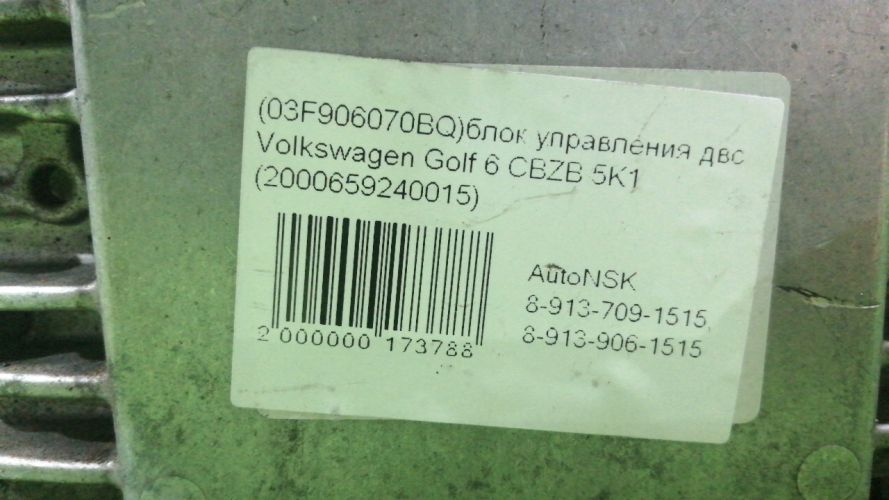 (03F906070BQ)блок управления двс
Volkswagen Golf 6 CBZB 5K1
(2000659240015)
AutoNSK
8-913-709-1515,
8-913-906-1515
2 000000 173788